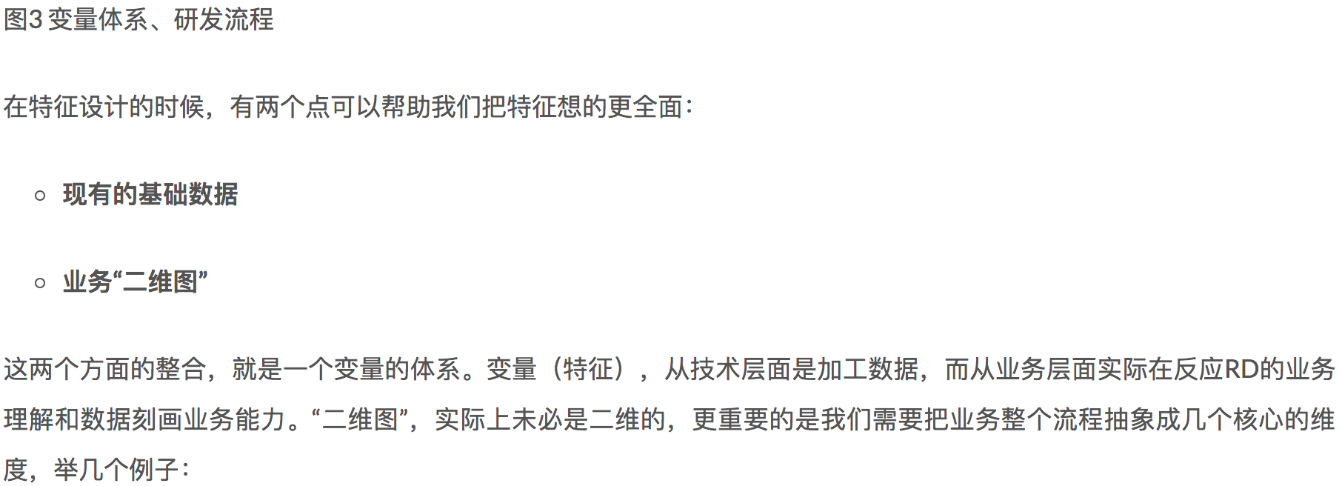 图3 变量体系、研发流程
在特征设计的时候，有两个点可以帮助我们把特征想的更全面：
现有的基础数据
业务“二维图”
这两个方面的整合，就是一个变量的体系。变量（特征），从技术层面是加工数据，而从业务层面实际在反应RD的业务
理解和数据刻画业务能力。“二维图”，实际上未必是二维的，更重要的是我们需要把业务整个流程抽象成几个核心的维
度，举几个例子：